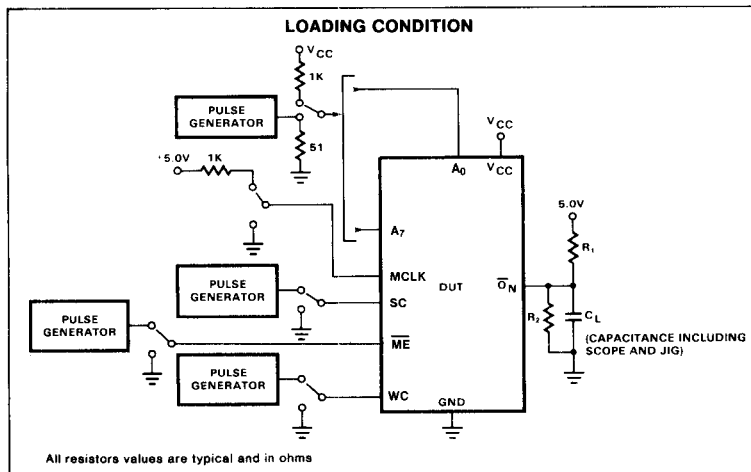 LOADING CONDITION
VCC
1K
PULSE
GENERATOR
51
5.0V
1K
A0
VCC
VCC
5.0V
R1
A7
MCLK
SC
ME
WC
DUT
ON
R2
CL
(CAPACITANCE INCLUDING
SCOPE AND JIG)
GND
PULSE
GENERATOR
PULSE
GENERATOR
PULSE
GENERATOR
All resistors values are typical and in ohms